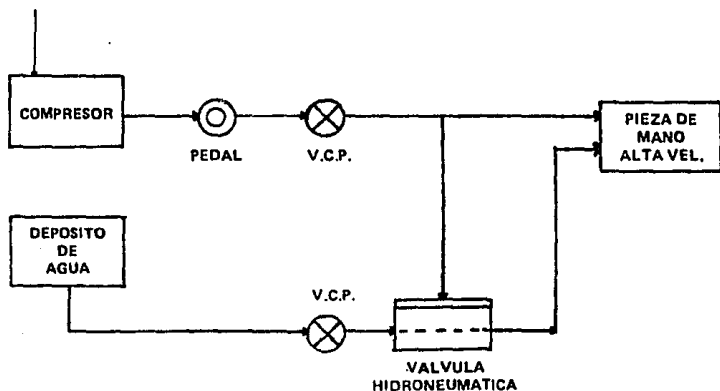 COMPRESOR
PEDAL
V.C.P.
PIEZA DE
MANO
ALTA VEL.
DEPOSITO
DE
AGUA
V.C.P.
VALVULA
HIDRONEUMATICA